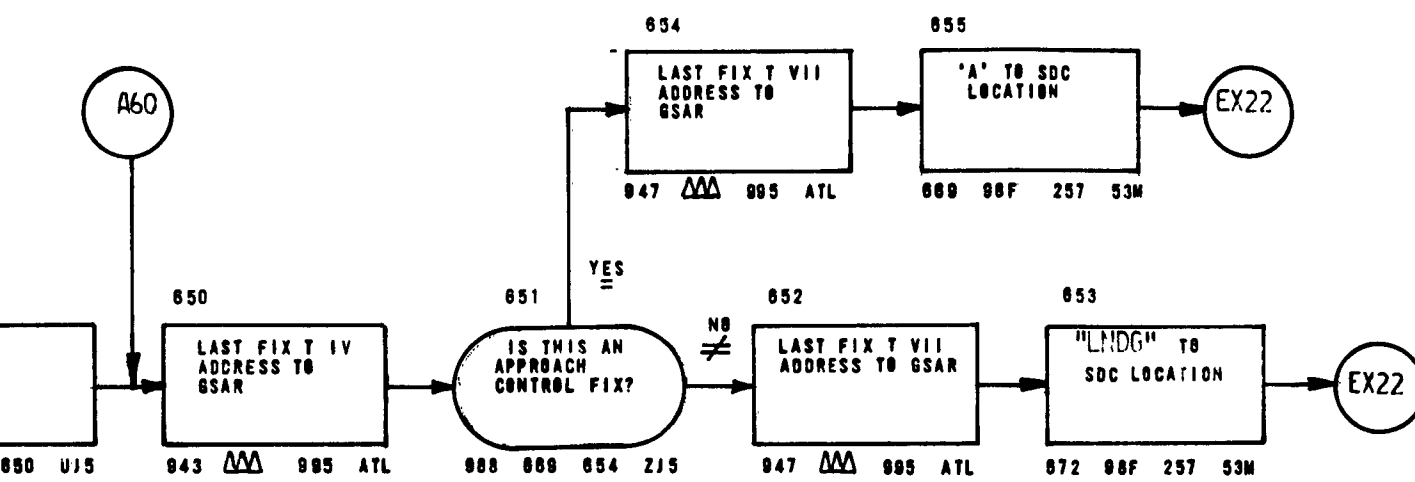 654
655
LAST FIX T VII
ADDRESS TO
GSAR
'A' TO SDC
LOCATION
EX22
A60
947 ΔΔΔ 995 ATL
669 98F 257 53M
YES
=
650
651
652
653
NO
≠
LAST FIX T IV
ADDRESS TO
GSAR
IS THIS AN
APPROACH
CONTROL FIX?
LAST FIX T VII
ADDRESS TO GSAR
"LNDG" TO
SDC LOCATION
EX22
650 UJ5
943 ΔΔΔ 995 ATL
988 669 654 ZJ5
947 ΔΔΔ 995 ATL
672 98F 257 53M